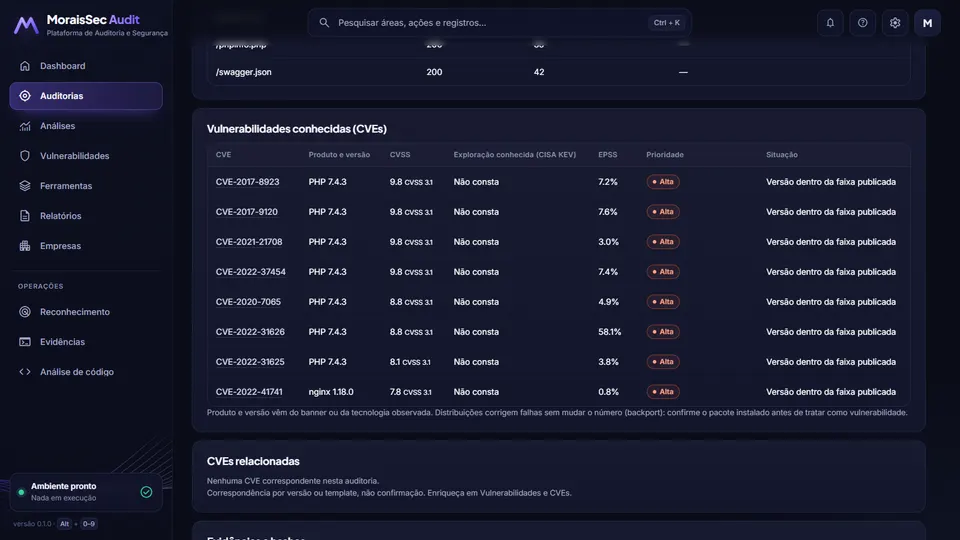 MoraisSec Audit
Plataforma de Auditoria e Segurança
Pesquisar áreas, ações e registros...
Ctrl + K
M
Dashboard
Auditorias
Análises
Vulnerabilidades
Ferramentas
Relatórios
Empresas
OPERAÇÕES
Reconhecimento
Evidências
Análise de código
Ambiente pronto
Nada em execução
versão 0.1.0 · Alt + 0–9
/phpinfo.php 200 —
/swagger.json 200 42 —
Vulnerabilidades conhecidas (CVEs)
CVE Produto e versão CVSS Exploração conhecida (CISA KEV) EPSS Prioridade Situação
CVE-2017-8923 PHP 7.4.3 9.8 CVSS 3.1 Não consta 7.2% Alta Versão dentro da faixa publicada
CVE-2017-9120 PHP 7.4.3 9.8 CVSS 3.1 Não consta 7.6% Alta Versão dentro da faixa publicada
CVE-2021-21708 PHP 7.4.3 9.8 CVSS 3.1 Não consta 3.0% Alta Versão dentro da faixa publicada
CVE-2022-37454 PHP 7.4.3 9.8 CVSS 3.1 Não consta 7.4% Alta Versão dentro da faixa publicada
CVE-2020-7065 PHP 7.4.3 8.8 CVSS 3.1 Não consta 4.9% Alta Versão dentro da faixa publicada
CVE-2022-31626 PHP 7.4.3 8.8 CVSS 3.1 Não consta 58.1% Alta Versão dentro da faixa publicada
CVE-2022-31625 PHP 7.4.3 8.1 CVSS 3.1 Não consta 3.8% Alta Versão dentro da faixa publicada
CVE-2022-41741 nginx 1.18.0 7.8 CVSS 3.1 Não consta 0.8% Alta Versão dentro da faixa publicada
Produto e versão vêm do banner ou da tecnologia observada. Distribuições corrigem falhas sem mudar o número (backport): confirme o pacote instalado antes de tratar como vulnerabilidade.
CVEs relacionadas
Nenhuma CVE correspondente nesta auditoria.
Correspondência por versão ou template, não confirmação. Enriqueça em Vulnerabilidades e CVEs.